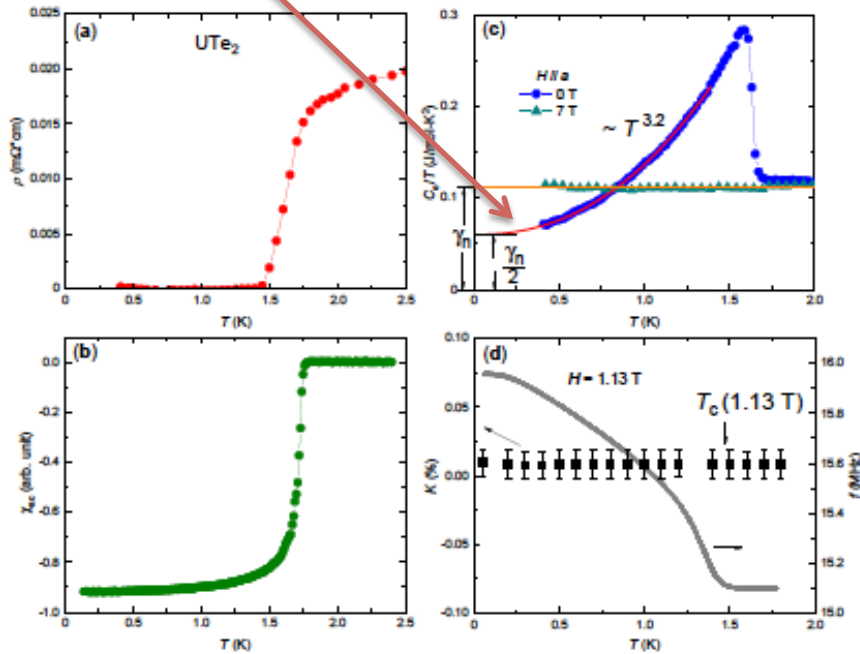 (a)
UTe2
ρ (mΩ*cm)
0.025
0.020
0.015
0.010
0.005
0
0 0.5 1.0 1.5 2.0 2.5
T (K)
(b)
χac (arb. unit)
0.0
-0.2
-0.4
-0.6
-0.8
-1.0
0 0.5 1.0 1.5 2.0 2.5
T (K)
(c)
H//a
0 T
7 T
~ T^3.2
Ce/T (J/mol-K²)
0.3
0.2
0.1
0
γn
γn
2
0 0.5 1.0 1.5 2.0
T (K)
(d)
H = 1.13 T
Tc (1.13 T)
K (%)
0.10
0.05
0.00
-0.05
-0.10
f (MHz)
16.0
15.8
15.6
15.4
15.2
15.0
0 0.5 1.0 1.5 2.0
T (K)